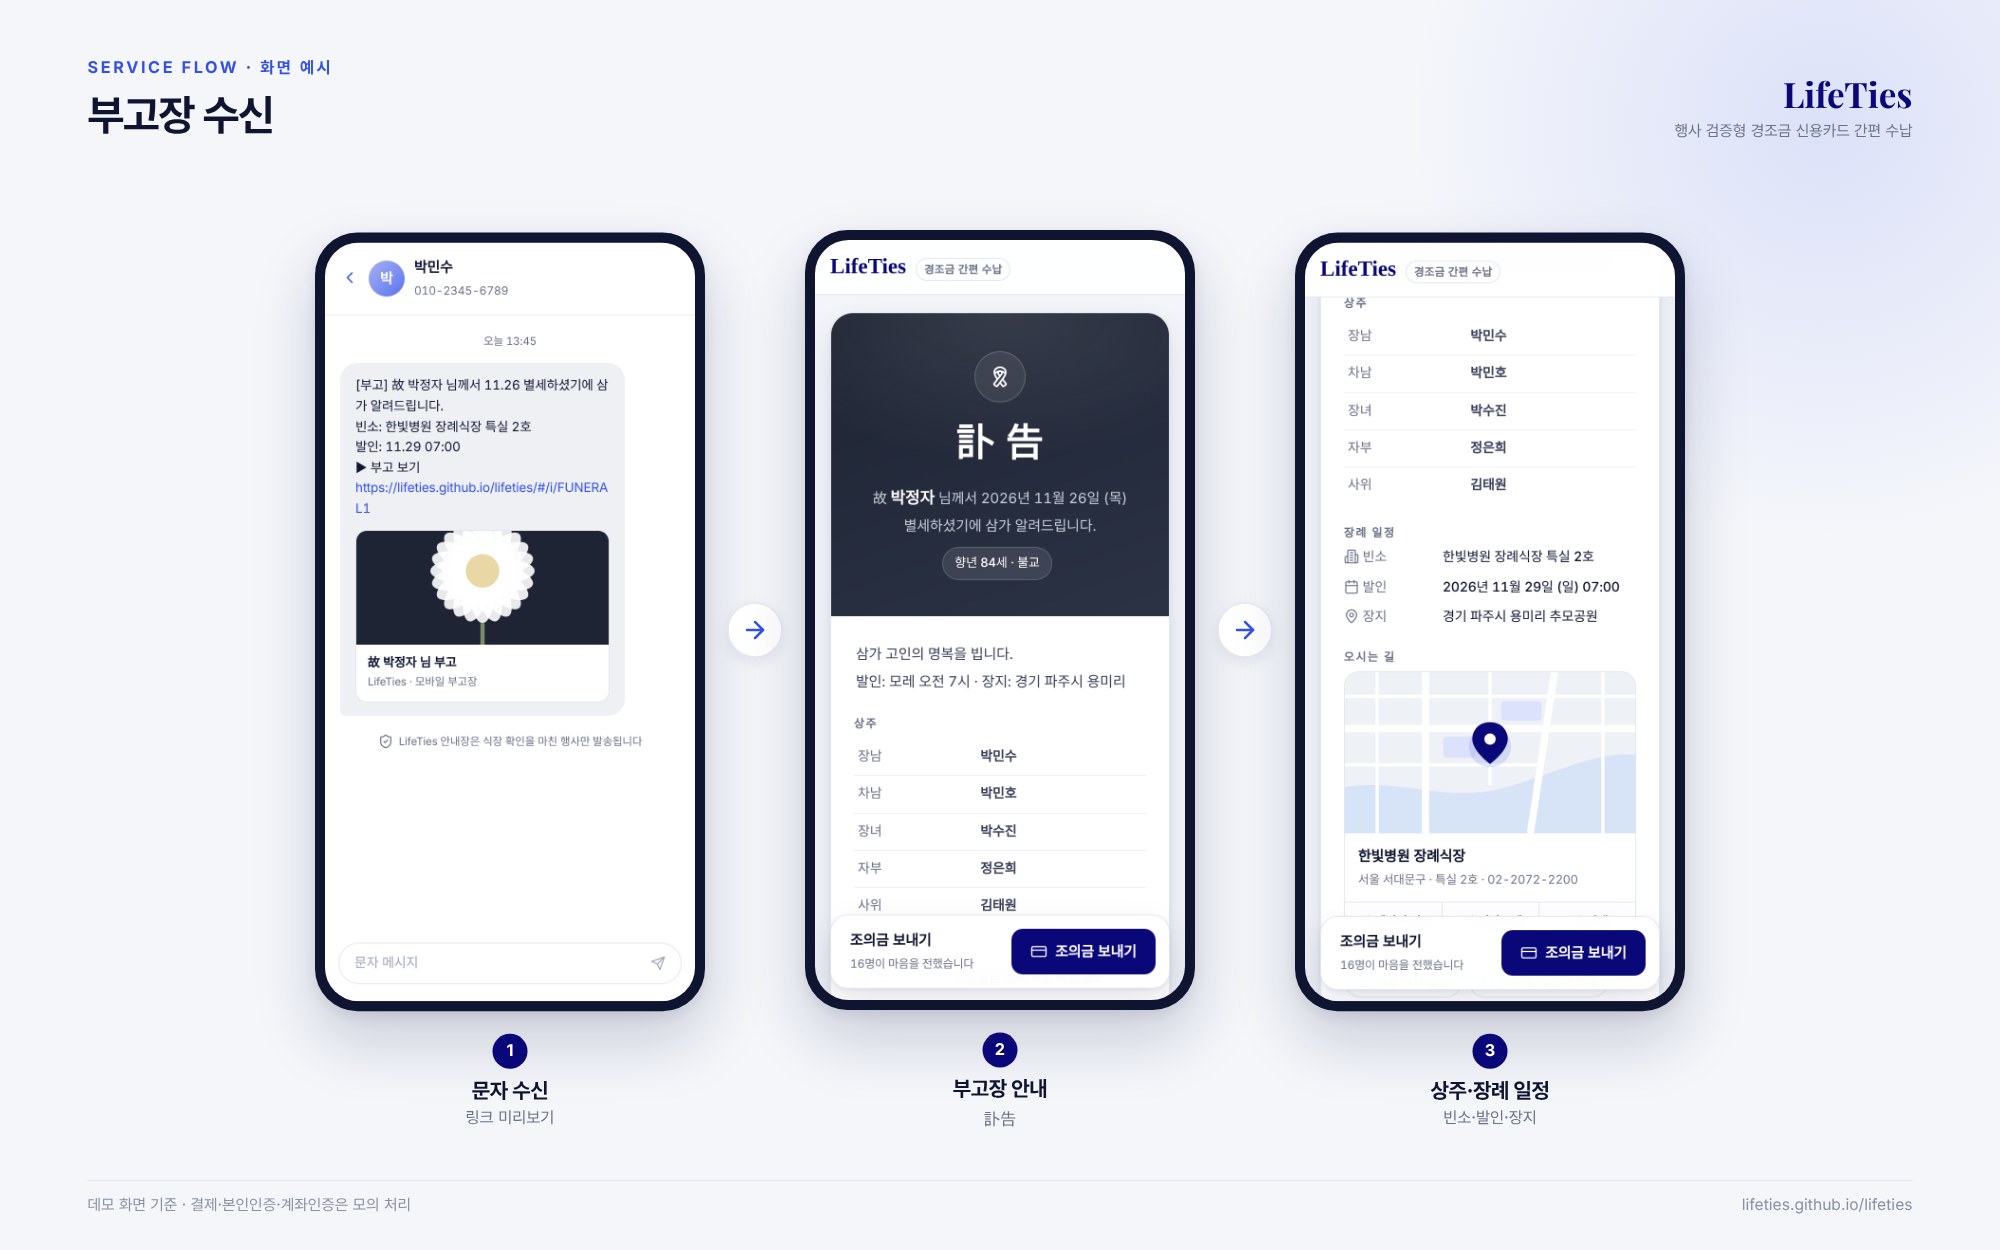 SERVICE FLOW · 화면 예시
부고장 수신
LifeTies
행사 검증형 경조금 신용카드 간편 수납
박
박민수
010-2345-6789
오늘 13:45
[부고] 故 박정자 님께서 11.26 별세하셨기에 삼
가 알려드립니다.
빈소: 한빛병원 장례식장 특실 2호
발인: 11.29 07:00
▶ 부고 보기
https://lifeties.github.io/lifeties/#/i/FUNERA
L1
故 박정자 님 부고
LifeTies · 모바일 부고장
LifeTies 안내장은 식장 확인을 마친 행사만 발송됩니다
문자 메시지
1
문자 수신
링크 미리보기
LifeTies 경조금 간편 수납
訃告
故 박정자 님께서 2026년 11월 26일 (목)
별세하셨기에 삼가 알려드립니다.
향년 84세 · 불교
삼가 고인의 명복을 빕니다.
발인: 모레 오전 7시 · 장지: 경기 파주시 용미리
상주
장남 박민수
차남 박민호
장녀 박수진
자부 정은희
사위 김태원
조의금 보내기
16명이 마음을 전했습니다
조의금 보내기
2
부고장 안내
訃告
LifeTies 경조금 간편 수납
상주
장남 박민수
차남 박민호
장녀 박수진
자부 정은희
사위 김태원
장례 일정
빈소 한빛병원 장례식장 특실 2호
발인 2026년 11월 29일 (일) 07:00
장지 경기 파주시 용미리 추모공원
오시는 길
한빛병원 장례식장
서울 서대문구 · 특실 2호 · 02-2072-2200
조의금 보내기
16명이 마음을 전했습니다
조의금 보내기
3
상주·장례 일정
빈소·발인·장지
데모 화면 기준 · 결제·본인인증·계좌인증은 모의 처리
lifeties.github.io/lifeties